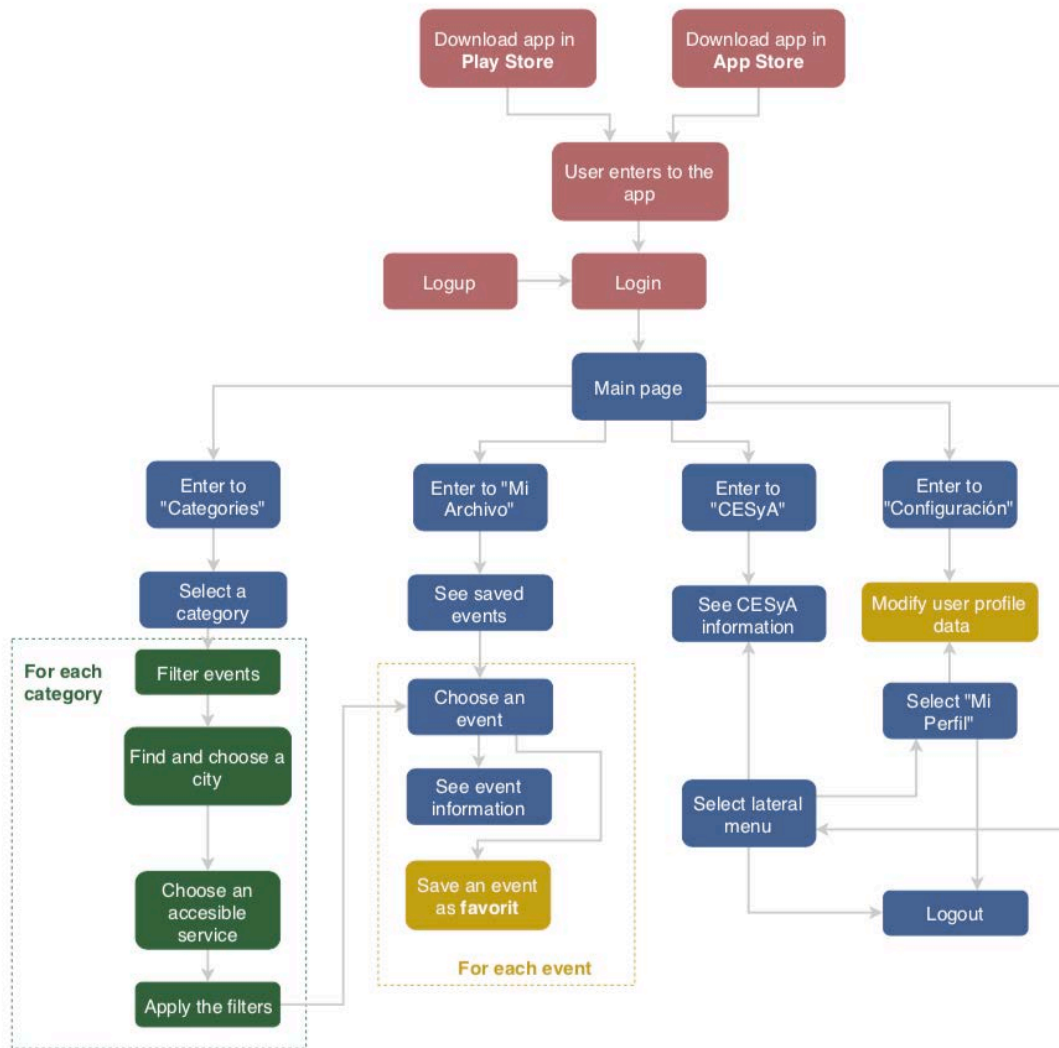 Download app in
Play Store
Download app in
App Store
User enters to the
app
Logup
Login
Main page
Enter to
"Categories"
Enter to "Mi
Archivo"
Enter to
"CESyA"
Enter to
"Configuración"
Select a
category
See saved
events
See CESyA
information
Modify user profile
data
For each
category
Filter events
Choose an
event
Select "Mi
Perfil"
Find and choose a
city
See event
information
Select lateral
menu
Choose an
accesible
service
Save an event
as favorit
Logout
For each event
Apply the filters